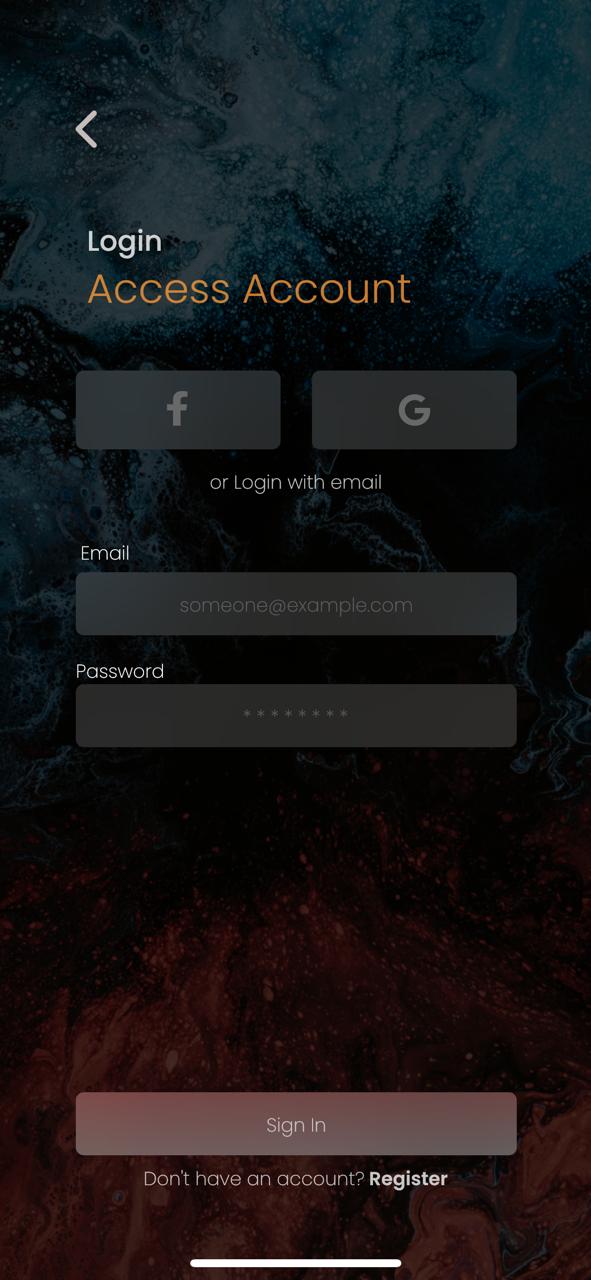 Login
Access Account
or Login with email
Email
someone@example.com
Password
********
Sign In
Don't have an account? Register